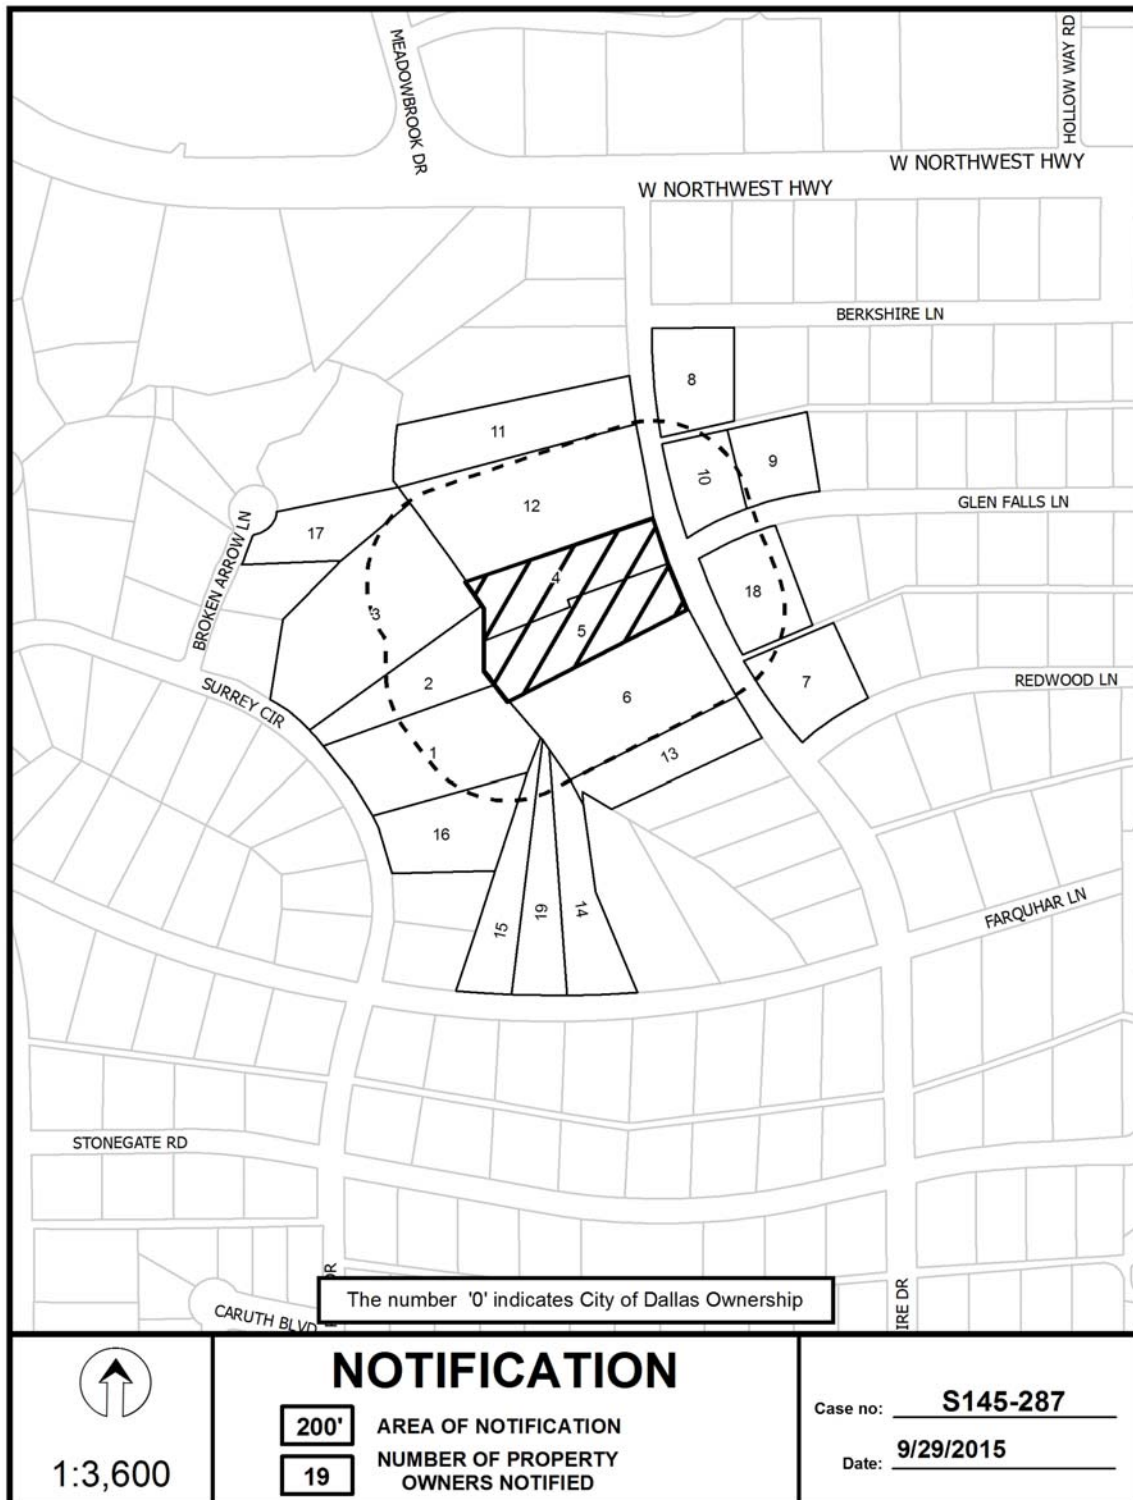 MEADOWBROOK DR
HOLLOW WAY RD
W NORTHWEST HWY
W NORTHWEST HWY
BERKSHIRE LN
8
11
9
10
GLEN FALLS LN
12
17
BROKEN ARROW LN
4
18
3
5
REDWOOD LN
2
7
SURREY CIR
6
1
13
16
FARQUHAR LN
15
19
14
STONEGATE RD
DR
IRE DR
CARUTH BLVD
The number '0' indicates City of Dallas Ownership
1:3,600
NOTIFICATION
200' AREA OF NOTIFICATION
19 NUMBER OF PROPERTY
OWNERS NOTIFIED
Case no: S145-287
Date: 9/29/2015